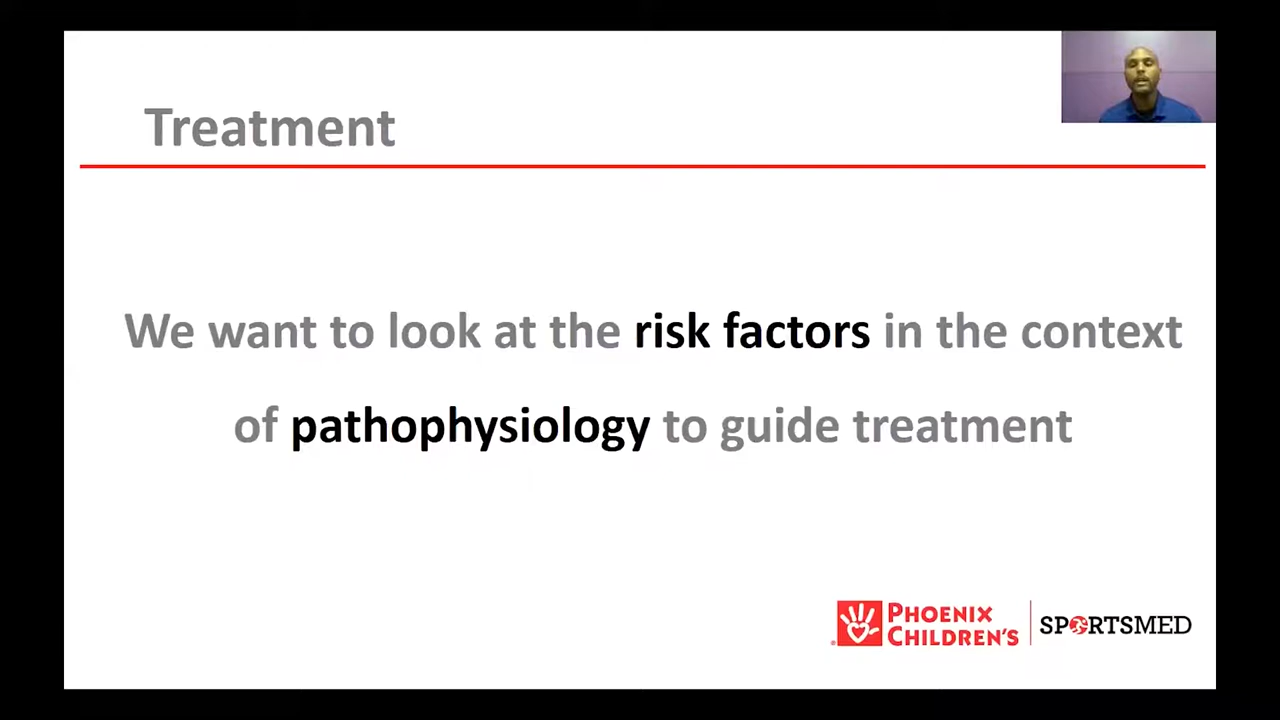 Treatment
We want to look at the risk factors in the context
of pathophysiology to guide treatment
PHOENIX
CHILDREN'S
SPORTSMED